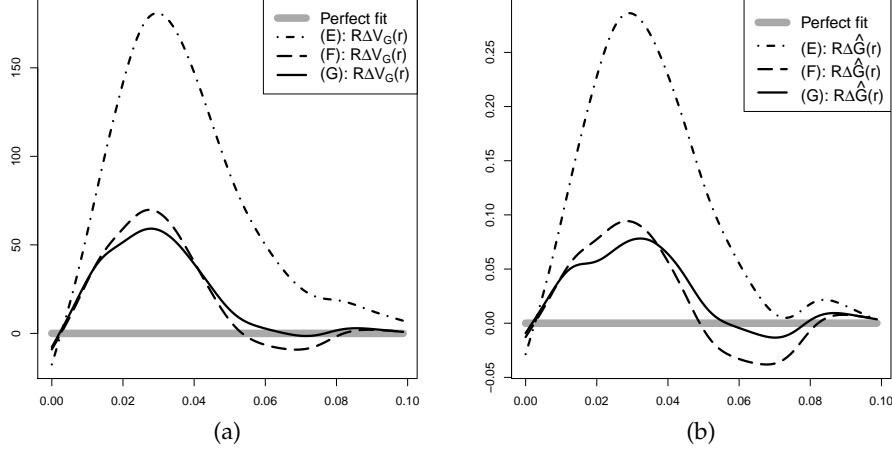 Perfect fit
(E): RΔV_G(r)
(F): RΔV_G(r)
(G): RΔV_G(r)
150
100
50
0
0.00 0.02 0.04 0.06 0.08 0.10
(a)
Perfect fit
(E): RΔĜ(r)
(F): RΔĜ(r)
(G): RΔĜ(r)
0.25
0.20
0.15
0.10
0.05
0.00
−0.05
0.00 0.02 0.04 0.06 0.08 0.10
(b)